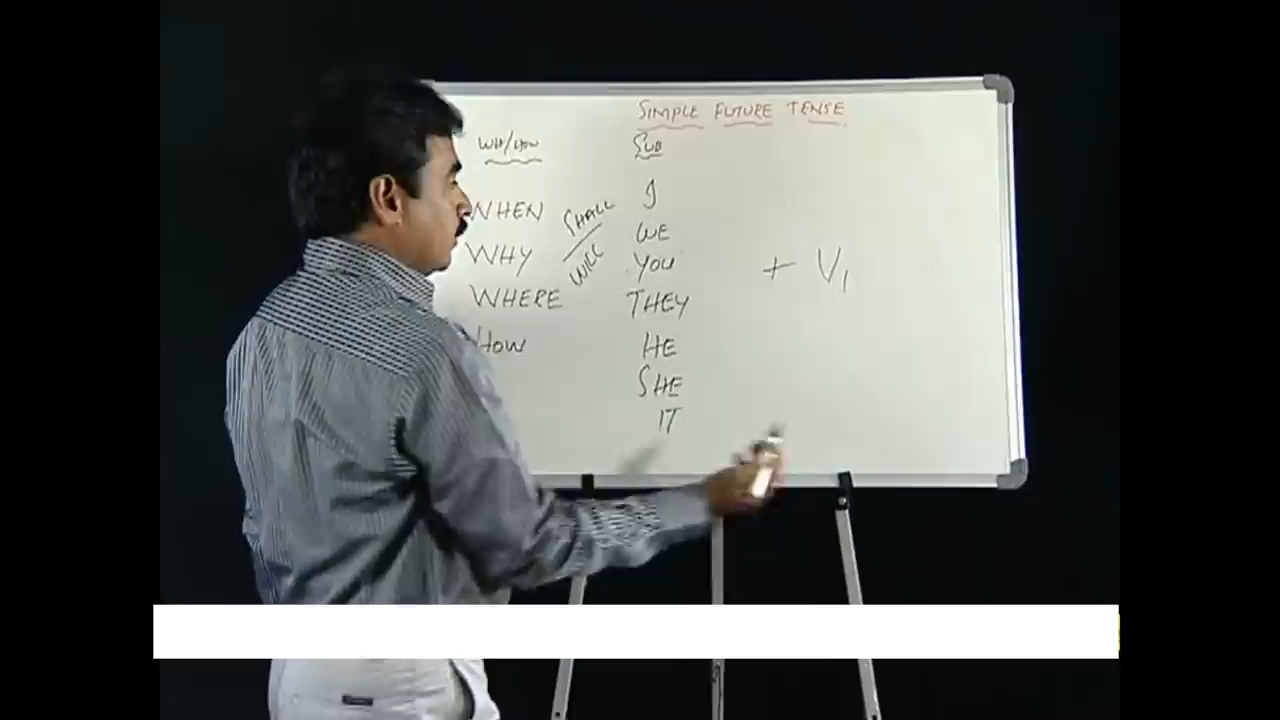 SIMPLE FUTURE TENSE
WH/HOW
SUB
WHEN
WHY
WHERE
HOW
SHALL
WILL
I
WE
YOU
THEY
HE
SHE
IT
+ V1